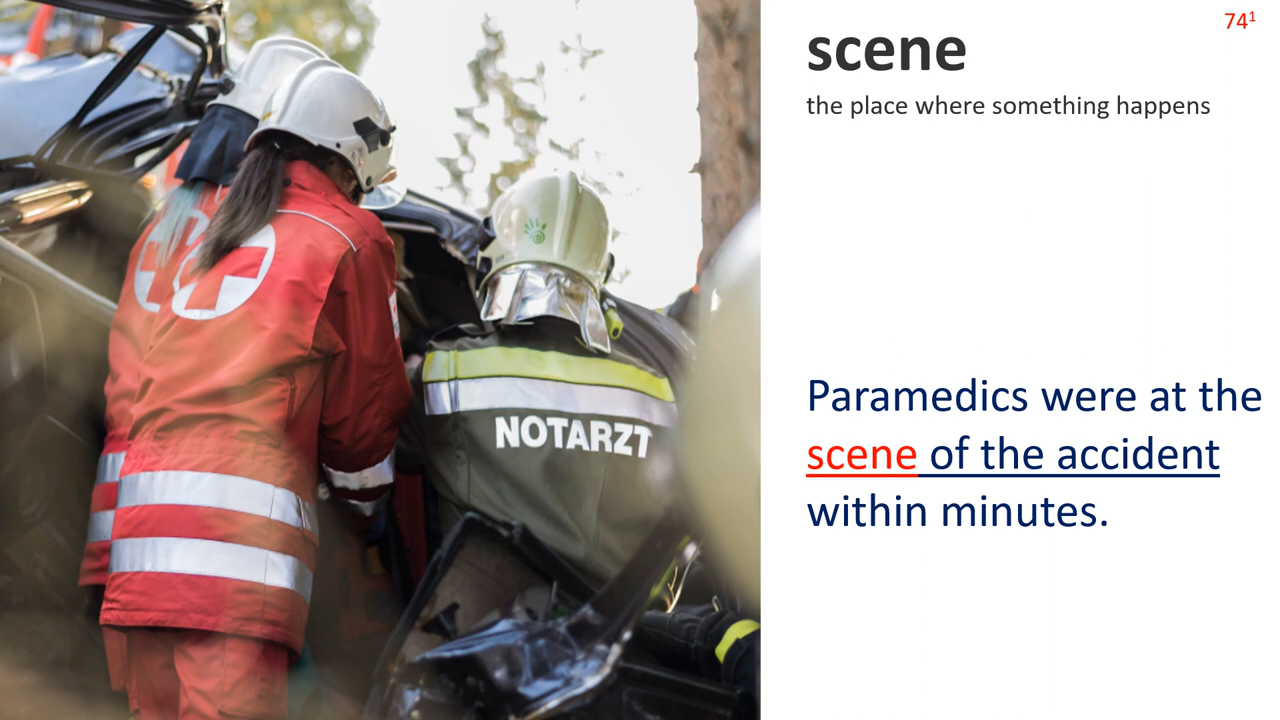 74¹
scene
the place where something happens
NOTARZT
Paramedics were at the
scene of the accident
within minutes.